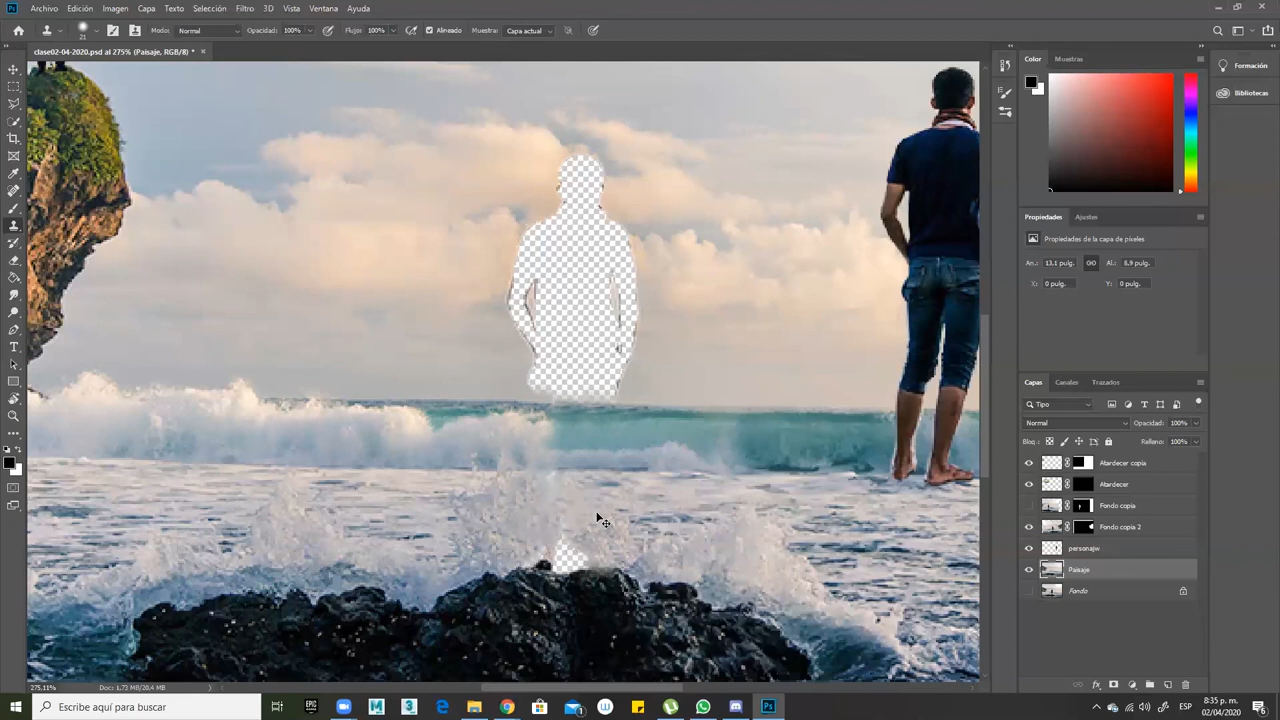 Archivo Edición Imagen Capa Texto Selección Filtro 3D Vista Ventana Ayuda
21 Modo: Normal Opacidad: 100% Flujo: 100% Alineado Muestra: Capa actual
clase02-04-2020.psd al 275% (Paisaje, RGB/8) * ×
Color Muestras
Formación
Bibliotecas
Propiedades Ajustes
Propiedades de la capa de píxeles
An.: 13.1 pulg. Al.: 8.9 pulg.
X: 0 pulg. Y: 0 pulg.
Capas Canales Trazados
Tipo
Normal Opacidad: 100%
Bloq.: Relleno: 100%
Atardecer copia
Atardecer
Fondo copia
Fondo copia 2
personajw
Paisaje
Fondo
275.11% Doc: 1.73 MB/20.4 MB
Escribe aquí para buscar
ESP
8:35 p. m.
02/04/2020